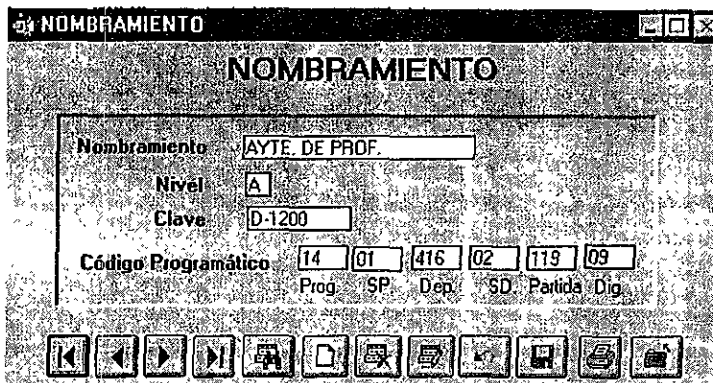 NOMBRAMIENTO
NOMBRAMIENTO
Nombramiento AYTE. DE PROF.
Nivel A
Clave D-1200
Código Programático 14 01 416 02 119 09
Prog. SP. Dep. SD. Partida Dig.